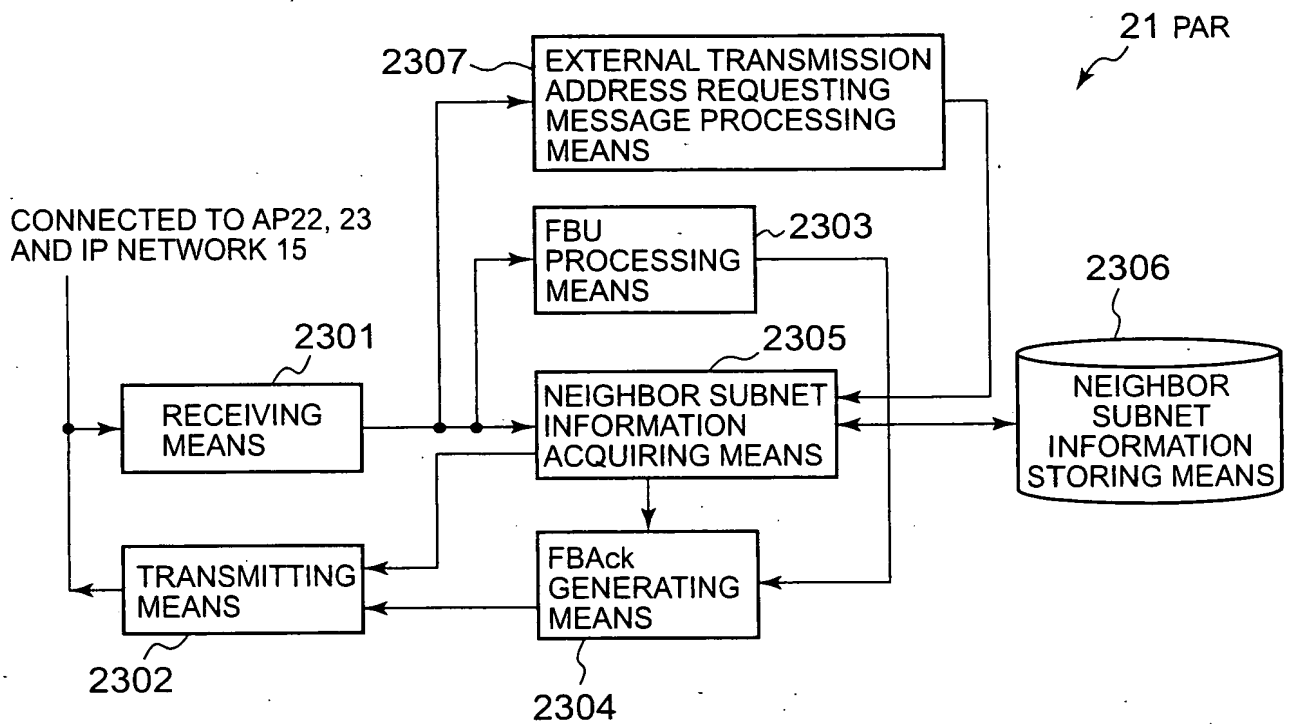 21 PAR
2307
EXTERNAL TRANSMISSION
ADDRESS REQUESTING
MESSAGE PROCESSING
MEANS
CONNECTED TO AP22, 23
AND IP NETWORK 15
FBU
PROCESSING
MEANS
2303
2306
2301
2305
RECEIVING
MEANS
NEIGHBOR SUBNET
INFORMATION
ACQUIRING MEANS
NEIGHBOR
SUBNET
INFORMATION
STORING MEANS
TRANSMITTING
MEANS
FBAck
GENERATING
MEANS
2302
2304